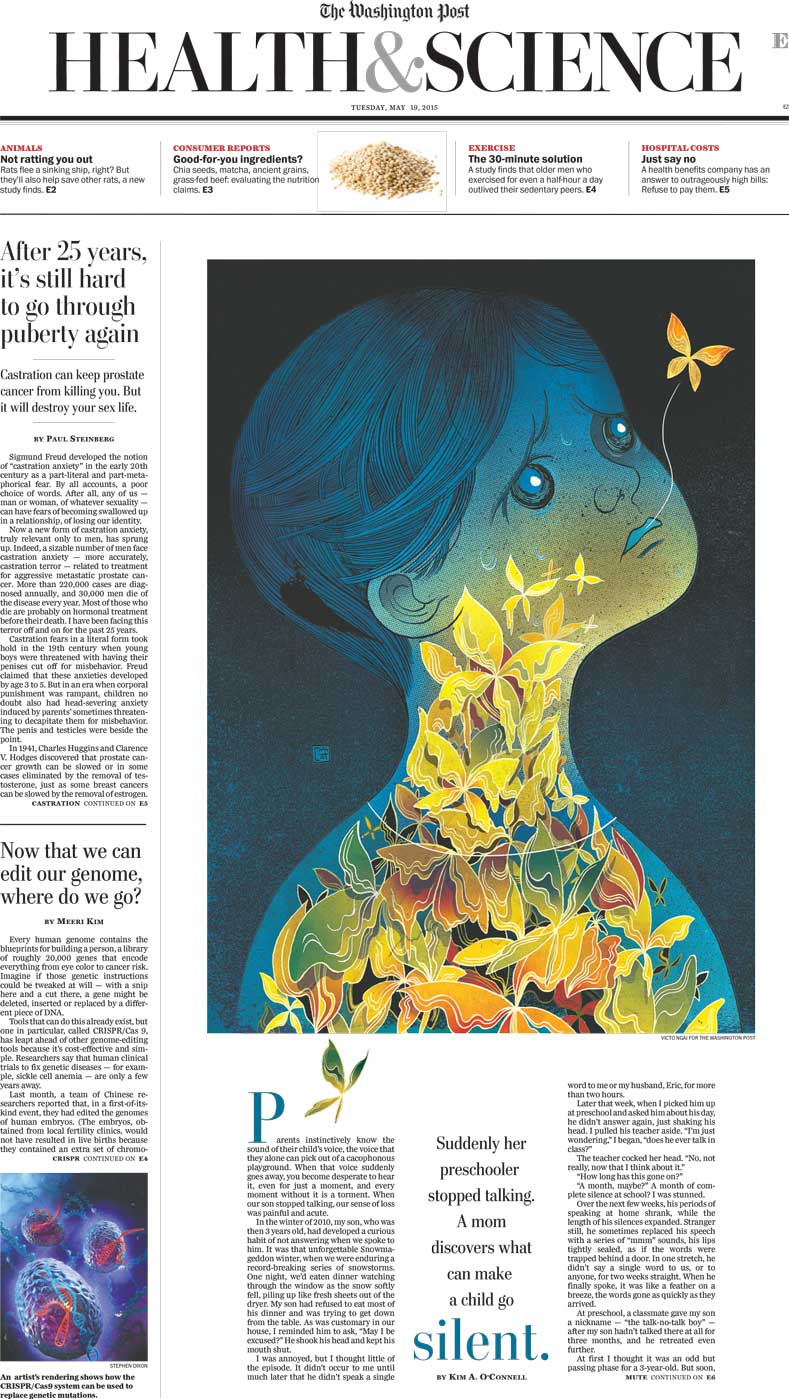 The Washington Post
HEALTH&SCIENCE
E
TUESDAY, MAY 19, 2015
ANIMALS
Not ratting you out
Rats flee a sinking ship, right? But
they'll also help save other rats, a new
study finds. E2
CONSUMER REPORTS
Good-for-you ingredients?
Chia seeds, matcha, ancient grains,
grass-fed beef: evaluating the nutrition
claims. E3
EXERCISE
The 30-minute solution
A study finds that older men who
exercised for even a half-hour a day
outlived their sedentary peers. E4
HOSPITAL COSTS
Just say no
A health benefits company has an
answer to outrageously high bills:
Refuse to pay them. E5
After 25 years,
it's still hard
to go through
puberty again
Castration can keep prostate
cancer from killing you. But
it will destroy your sex life.
BY PAUL STEINBERG
Sigmund Freud developed the notion
of “castration anxiety” in the early 20th
century as a part-literal and part-meta-
phorical fear. By all accounts, a poor
choice of words. After all, any of us —
man or woman, of whatever sexuality —
can have fears of becoming swallowed up
in a relationship, of losing our identity.
Now a new form of castration anxiety,
truly relevant only to men, has sprung
up. Indeed, a sizable number of men face
castration anxiety — more accurately,
castration terror — related to treatment
for aggressive metastatic prostate can-
cer. More than 220,000 cases are diag-
nosed annually, and 30,000 men die of
the disease every year. Most of those who
die are probably on hormonal treatment
before their death. I have been facing this
terror off and on for the past 25 years.
Castration fears in a literal form took
hold in the 19th century when young
boys were threatened with having their
penises cut off for misbehavior. Freud
claimed that these anxieties developed
by age 3 to 5. But in an era when corporal
punishment was rampant, children no
doubt also had head-severing anxiety
induced by parents' sometimes threaten-
ing to decapitate them for misbehavior.
The penis and testicles were beside the
point.
In 1941, Charles Huggins and Clarence
V. Hodges discovered that prostate can-
cer growth can be slowed or in some
cases eliminated by the removal of tes-
tosterone, just as some breast cancers
can be slowed by the removal of estrogen.
CASTRATION CONTINUED ON E5
Now that we can
edit our genome,
where do we go?
BY MEERI KIM
Every human genome contains the
blueprints for building a person, a library
of roughly 20,000 genes that encode
everything from eye color to cancer risk.
Imagine if those genetic instructions
could be tweaked at will — with a snip
here and a cut there, a gene might be
deleted, inserted or replaced by a differ-
ent piece of DNA.
Tools that can do this already exist, but
one in particular, called CRISPR/Cas 9,
has leapt ahead of other genome-editing
tools because it's cost-effective and sim-
ple. Researchers say that human clinical
trials to fix genetic diseases — for exam-
ple, sickle cell anemia — are only a few
years away.
Last month, a team of Chinese re-
searchers reported that, in a first-of-its-
kind event, they had edited the genomes
of human embryos. (The embryos, ob-
tained from local fertility clinics, would
not have resulted in live births because
they contained an extra set of chromo-
CRISPR CONTINUED ON E4
STEPHEN DIXON
An artist's rendering shows how the
CRISPR/Cas9 system can be used to
replace genetic mutations.
VICTO NGAI FOR THE WASHINGTON POST
Parents instinctively know the
sound of their child's voice, the voice that
they alone can pick out of a cacophonous
playground. When that voice suddenly
goes away, you become desperate to hear
it, even for just a moment, and every
moment without it is a torment. When
our son stopped talking, our sense of loss
was painful and acute.
In the winter of 2010, my son, who was
then 3 years old, had developed a curious
habit of not answering when we spoke to
him. It was that unforgettable Snowma-
geddon winter, when we were enduring a
record-breaking series of snowstorms.
One night, we'd eaten dinner watching
through the window as the snow softly
fell, piling up like fresh sheets out of the
dryer. My son had refused to eat most of
his dinner and was trying to get down
from the table. As was customary in our
house, I reminded him to ask, “May I be
excused?” He shook his head and kept his
mouth shut.
I was annoyed, but I thought little of
the episode. It didn't occur to me until
much later that he didn't speak a single
Suddenly her
preschooler
stopped talking.
A mom
discovers what
can make
a child go
silent.
BY KIM A. O'CONNELL
word to me or my husband, Eric, for more
than two hours.
Later that week, when I picked him up
at preschool and asked him about his day,
he didn't answer again, just shaking his
head. I pulled his teacher aside. “I'm just
wondering,” I began, “does he ever talk in
class?”
The teacher cocked her head. “No, not
really, now that I think about it.”
“How long has this gone on?”
“A month, maybe?” A month of com-
plete silence at school? I was stunned.
Over the next few weeks, his periods of
speaking at home shrank, while the
length of his silences expanded. Stranger
still, he sometimes replaced his speech
with a series of “mmm” sounds, his lips
tightly sealed, as if the words were
trapped behind a door. In one stretch, he
didn't say a single word to us, or to
anyone, for two weeks straight. When he
finally spoke, it was like a feather on a
breeze, the words gone as quickly as they
arrived.
At preschool, a classmate gave my son
a nickname — “the talk-no-talk boy” —
after my son hadn't talked there at all for
three months, and he retreated even
further.
At first I thought it was an odd but
passing phase for a 3-year-old. But soon,
MUTE CONTINUED ON E6